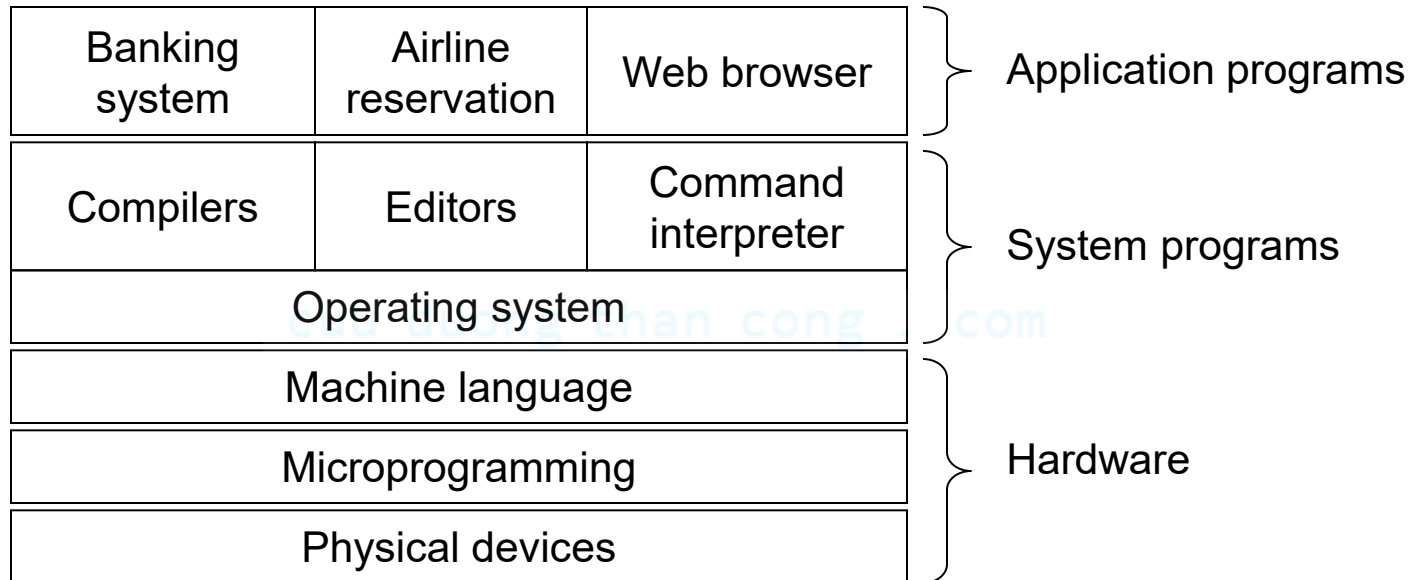 Banking
system
Airline
reservation
Web browser
Application programs
Compilers
Editors
Command
interpreter
System programs
Operating system
cuu duong than cong . com
Machine language
Microprogramming
Hardware
Physical devices